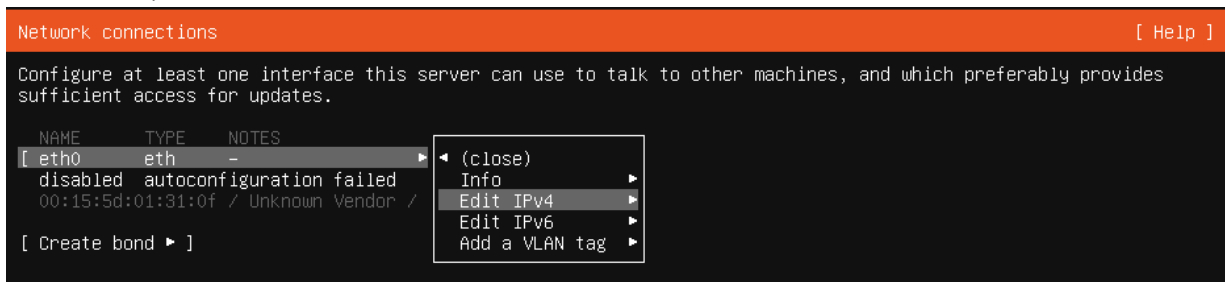 Network connections [ Help ]
Configure at least one interface this server can use to talk to other machines, and which preferably provides
sufficient access for updates.
NAME TYPE NOTES
[ eth0 eth – ▸
disabled autoconfiguration failed
00:15:5d:01:31:0f / Unknown Vendor /
[ Create bond ▸ ]
◂ (close)
Info ▸
Edit IPv4 ▸
Edit IPv6 ▸
Add a VLAN tag ▸